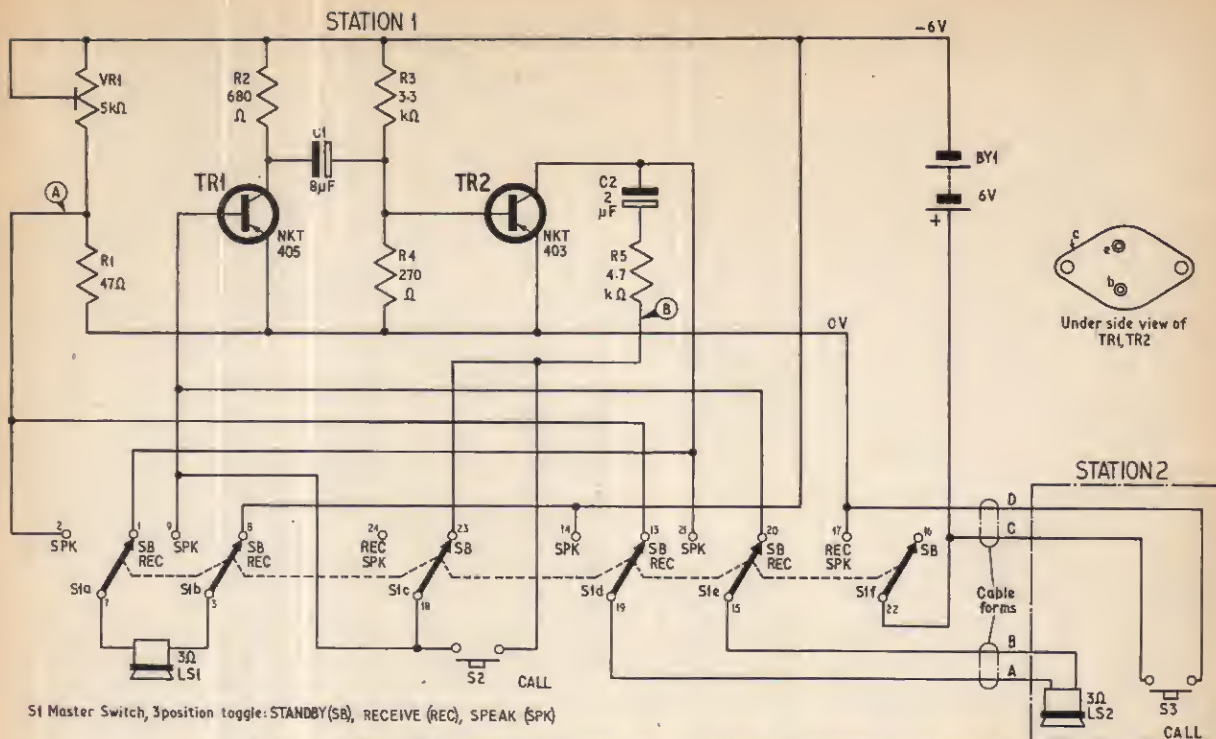 STATION 1
-6V
VR1
5kΩ
R2
680
Ω
R3
3·3
kΩ
C1
8μF
BY1
6V
+
A
TR1
NKT
405
TR2
NKT
403
C2
2
μF
R1
47Ω
R4
270
Ω
R5
4·7
kΩ
B
0V
c
e
b
Under side view of
TR1, TR2
STATION 2
D
C
2
SPK
1
SB
REC
9
SPK
8
SB
REC
24
REC
SPK
23
SB
14
SPK
13
SB
REC
21
SPK
20
SB
REC
17
REC
SPK
16
SB
S1a
7
S1b
3
S1c
18
S1d
19
S1e
15
S1f
22
Cable
forms
B
A
3Ω
LS1
S2
CALL
3Ω
LS2
S3
CALL
S1 Master Switch, 3 position toggle: STANDBY (SB), RECEIVE (REC), SPEAK (SPK)